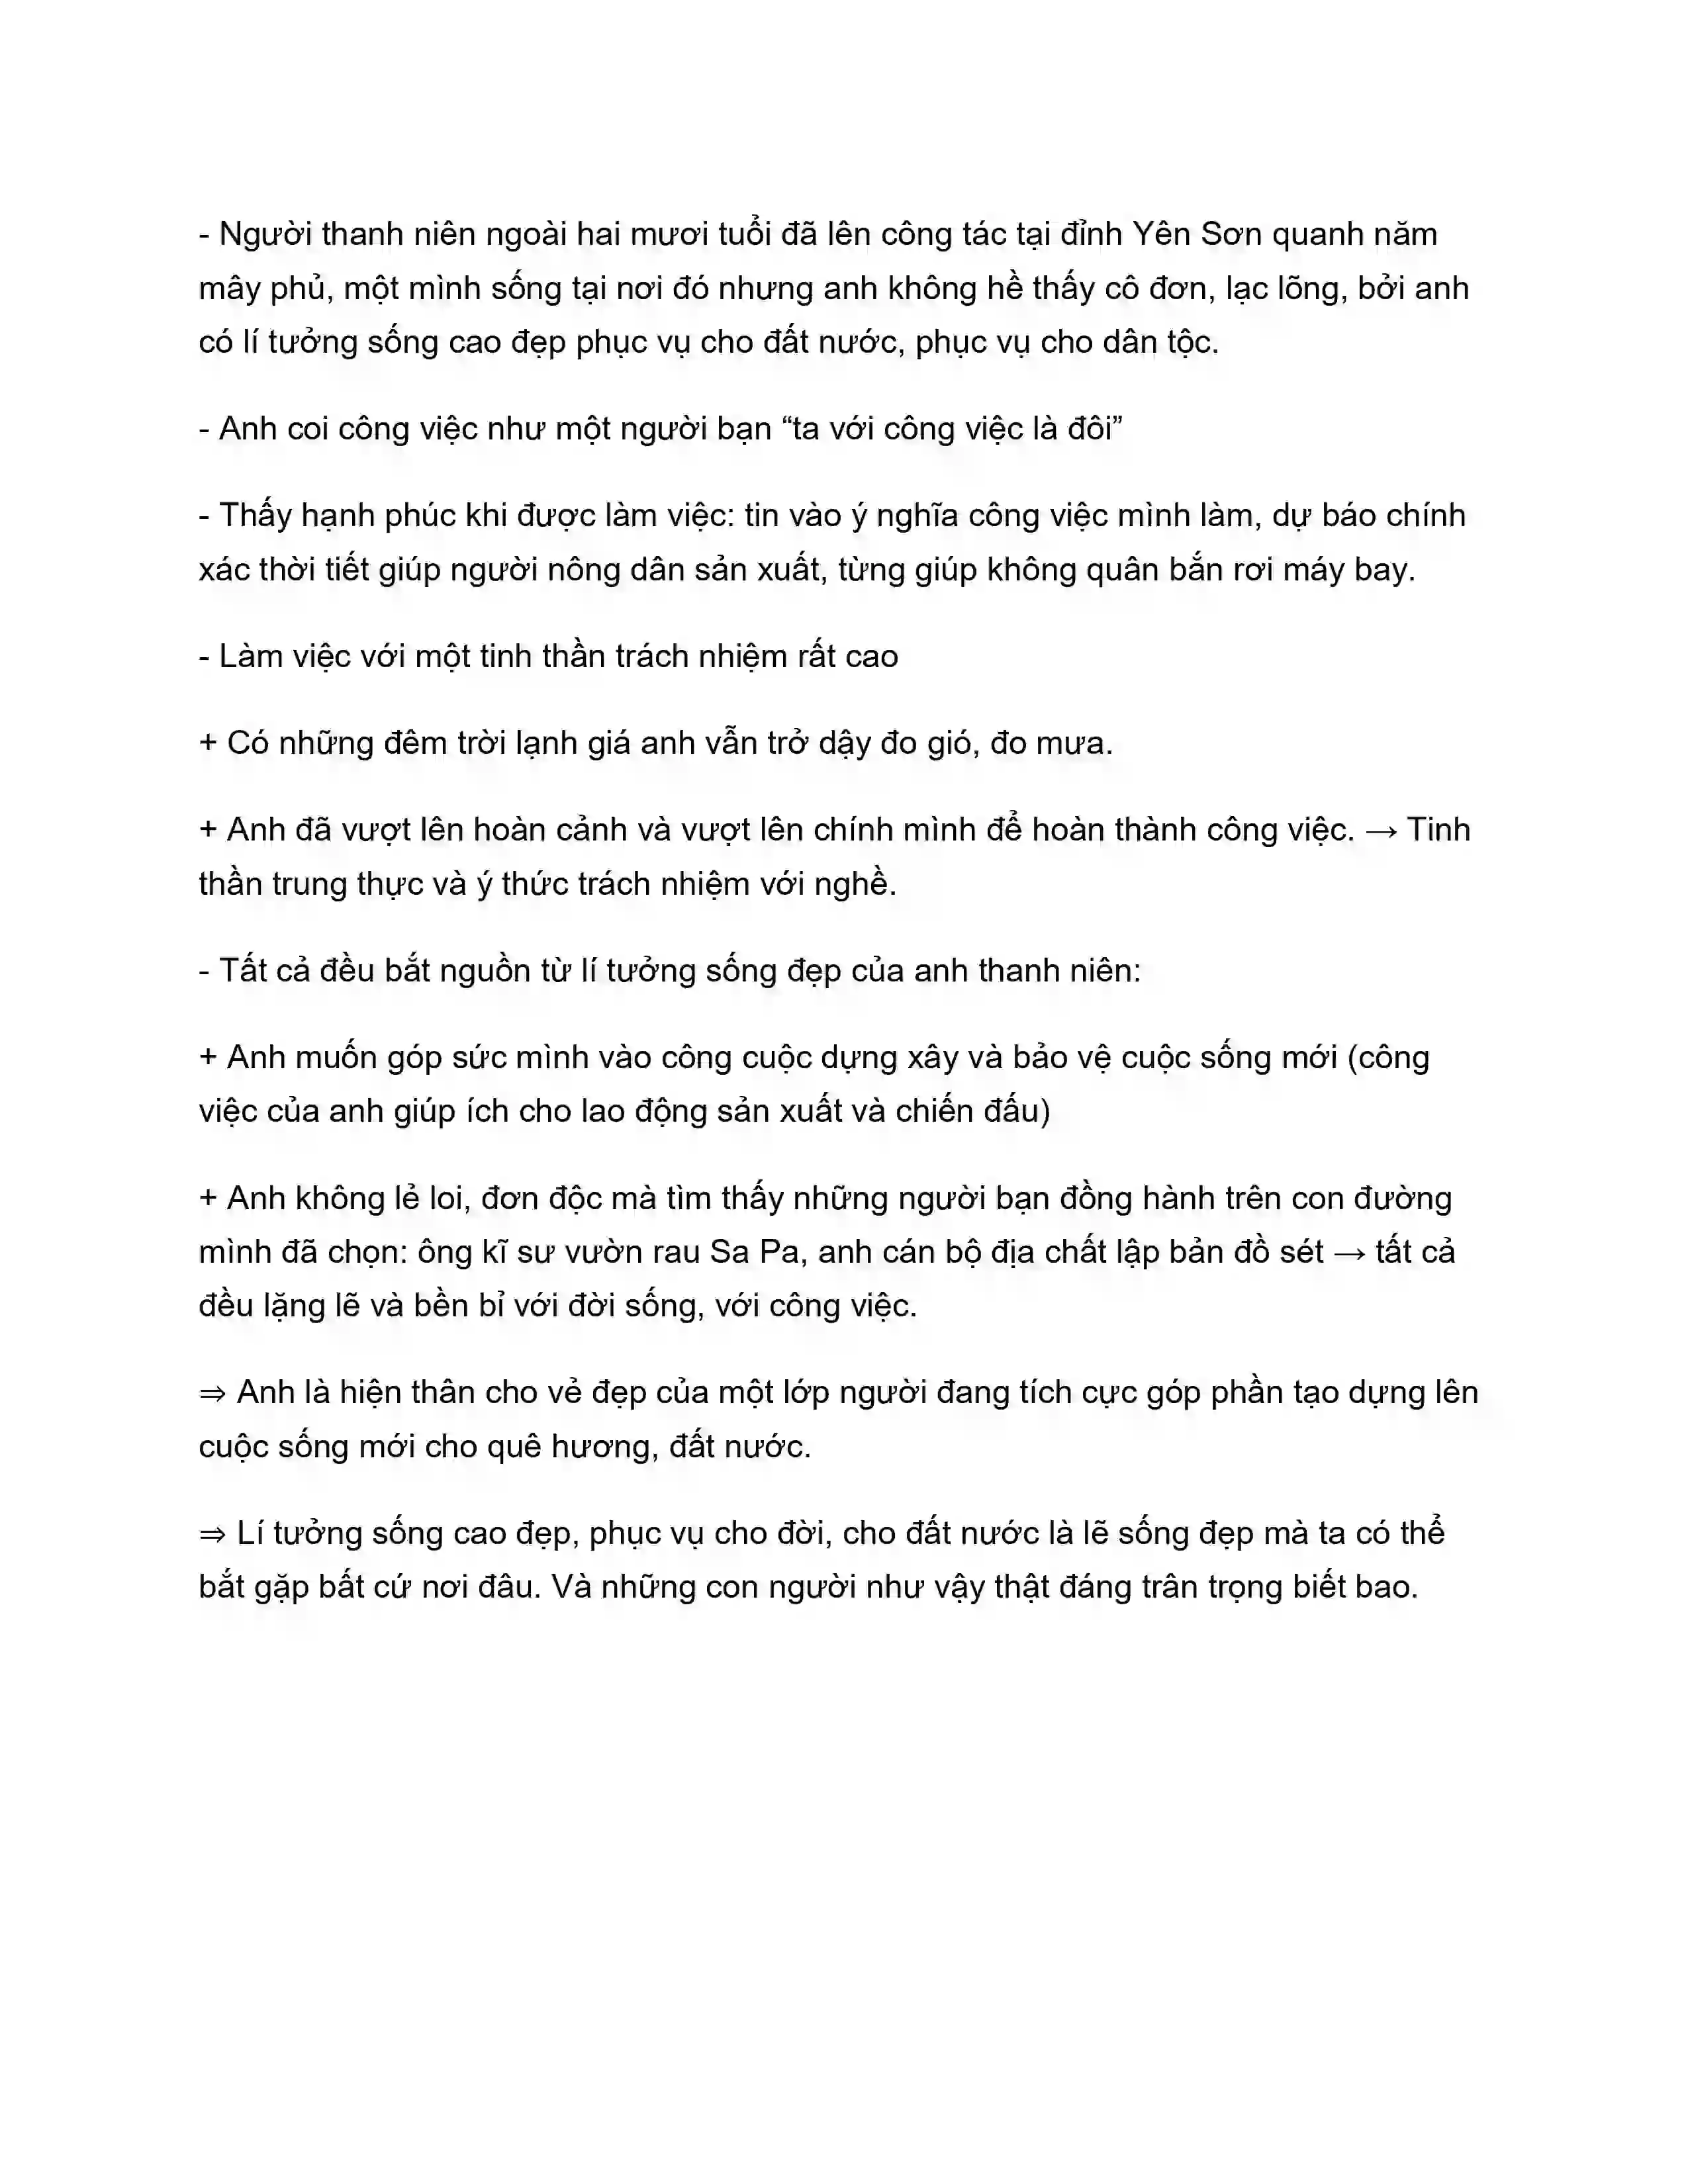 - Người thanh niên ngoài hai mươi tuổi đã lên công tác tại đỉnh Yên Sơn quanh năm
mây phủ, một mình sống tại nơi đó nhưng anh không hề thấy cô đơn, lạc lõng, bởi anh
có lí tưởng sống cao đẹp phục vụ cho đất nước, phục vụ cho dân tộc.
- Anh coi công việc như một người bạn “ta với công việc là đôi”
- Thấy hạnh phúc khi được làm việc: tin vào ý nghĩa công việc mình làm, dự báo chính
xác thời tiết giúp người nông dân sản xuất, từng giúp không quân bắn rơi máy bay.
- Làm việc với một tinh thần trách nhiệm rất cao
+ Có những đêm trời lạnh giá anh vẫn trở dậy đo gió, đo mưa.
+ Anh đã vượt lên hoàn cảnh và vượt lên chính mình để hoàn thành công việc. → Tinh
thần trung thực và ý thức trách nhiệm với nghề.
- Tất cả đều bắt nguồn từ lí tưởng sống đẹp của anh thanh niên:
+ Anh muốn góp sức mình vào công cuộc dựng xây và bảo vệ cuộc sống mới (công
việc của anh giúp ích cho lao động sản xuất và chiến đấu)
+ Anh không lẻ loi, đơn độc mà tìm thấy những người bạn đồng hành trên con đường
mình đã chọn: ông kĩ sư vườn rau Sa Pa, anh cán bộ địa chất lập bản đồ sét → tất cả
đều lặng lẽ và bền bỉ với đời sống, với công việc.
⇒ Anh là hiện thân cho vẻ đẹp của một lớp người đang tích cực góp phần tạo dựng lên
cuộc sống mới cho quê hương, đất nước.
⇒ Lí tưởng sống cao đẹp, phục vụ cho đời, cho đất nước là lẽ sống đẹp mà ta có thể
bắt gặp bất cứ nơi đâu. Và những con người như vậy thật đáng trân trọng biết bao.